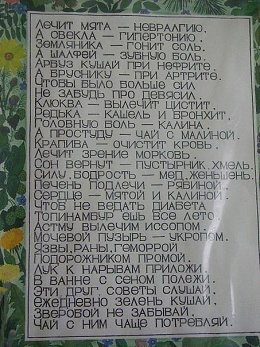 Лечит мята — невралгию,
А свекла — гипертонию.
Земляника — гонит соль,
А шалфей — зубную боль.
Арбуз кушай при нефрите,
А бруснику — при артрите.
Чтобы было больше сил
Не забудь про девясил
Клюква — вылечит цистит,
Редька — кашель и бронхит,
Головную боль — калина,
А простуду — чай с малиной.
Крапива — очистит кровь,
Лечит зрение морковь.
Сон вернут — пустырник, хмель,
Силу, бодрость — мед, женьшень.
Печень подлечи — рябиной
Сердце — мятой и калиной.
Чтоб не ведать диабета
Топинамбур ешь все лето.
Астму вылечим иссопом,
Мочевой пузырь — укропом.
Язвы, раны, геморрой
Подорожником промой.
Лук к нарывам приложи,
В ванне с сеном полежи.
Эти друг, советы слушай
Ежедневно зелень кушай,
Зверобой не забывай,
Чай с ним чаще потребляй.